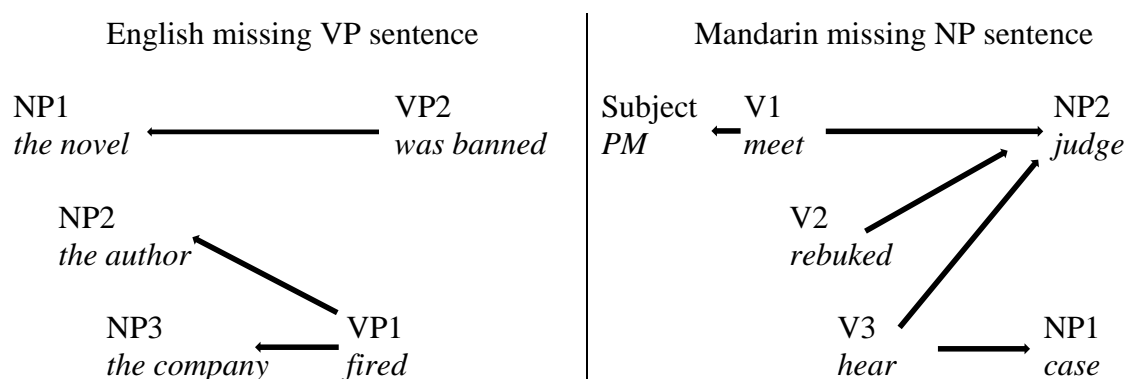 English missing VP sentence
NP1 VP2
the novel was banned
NP2
the author
NP3 VP1
the company fired
Mandarin missing NP sentence
Subject V1 NP2
PM meet judge
V2
rebuked
V3 NP1
hear case